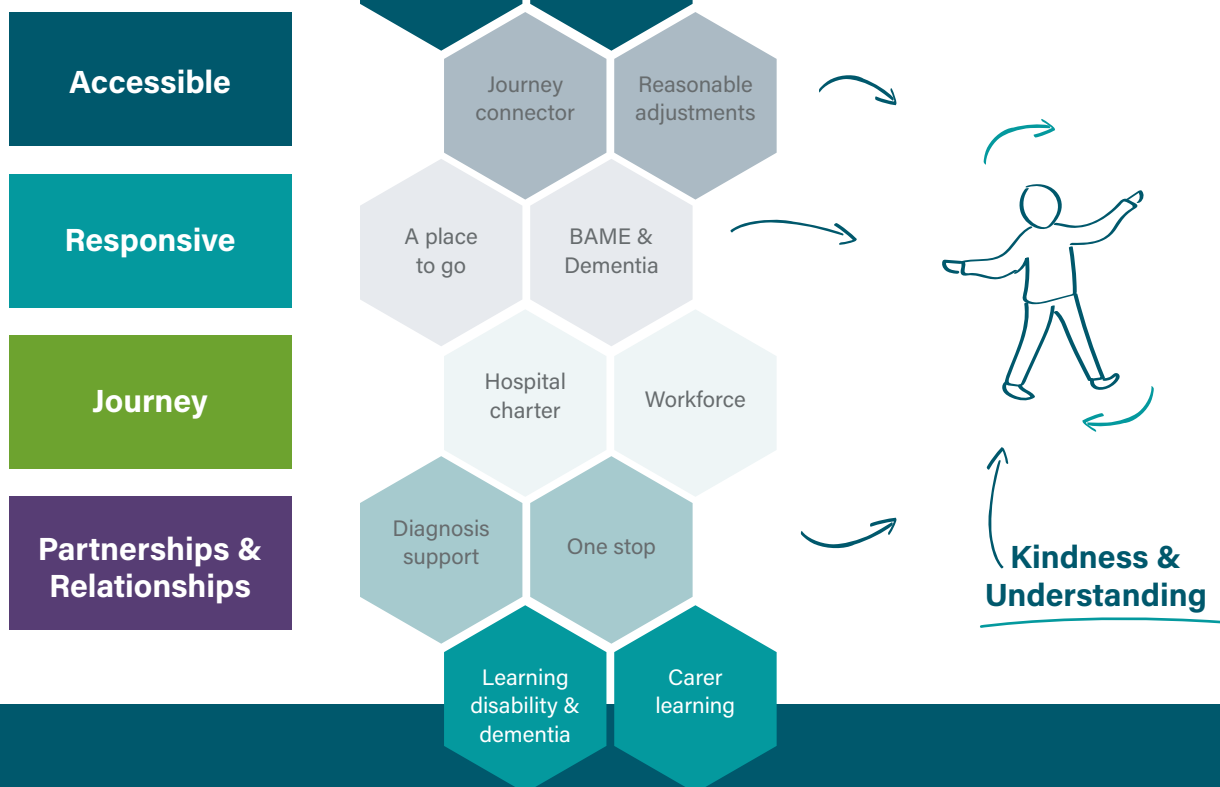 Accessible
Responsive
Journey
Partnerships &
Relationships
Journey
connector
Reasonable
adjustments
A place
to go
BAME &
Dementia
Hospital
charter
Workforce
Diagnosis
support
One stop
Learning
disability &
dementia
Carer
learning
Kindness &
Understanding